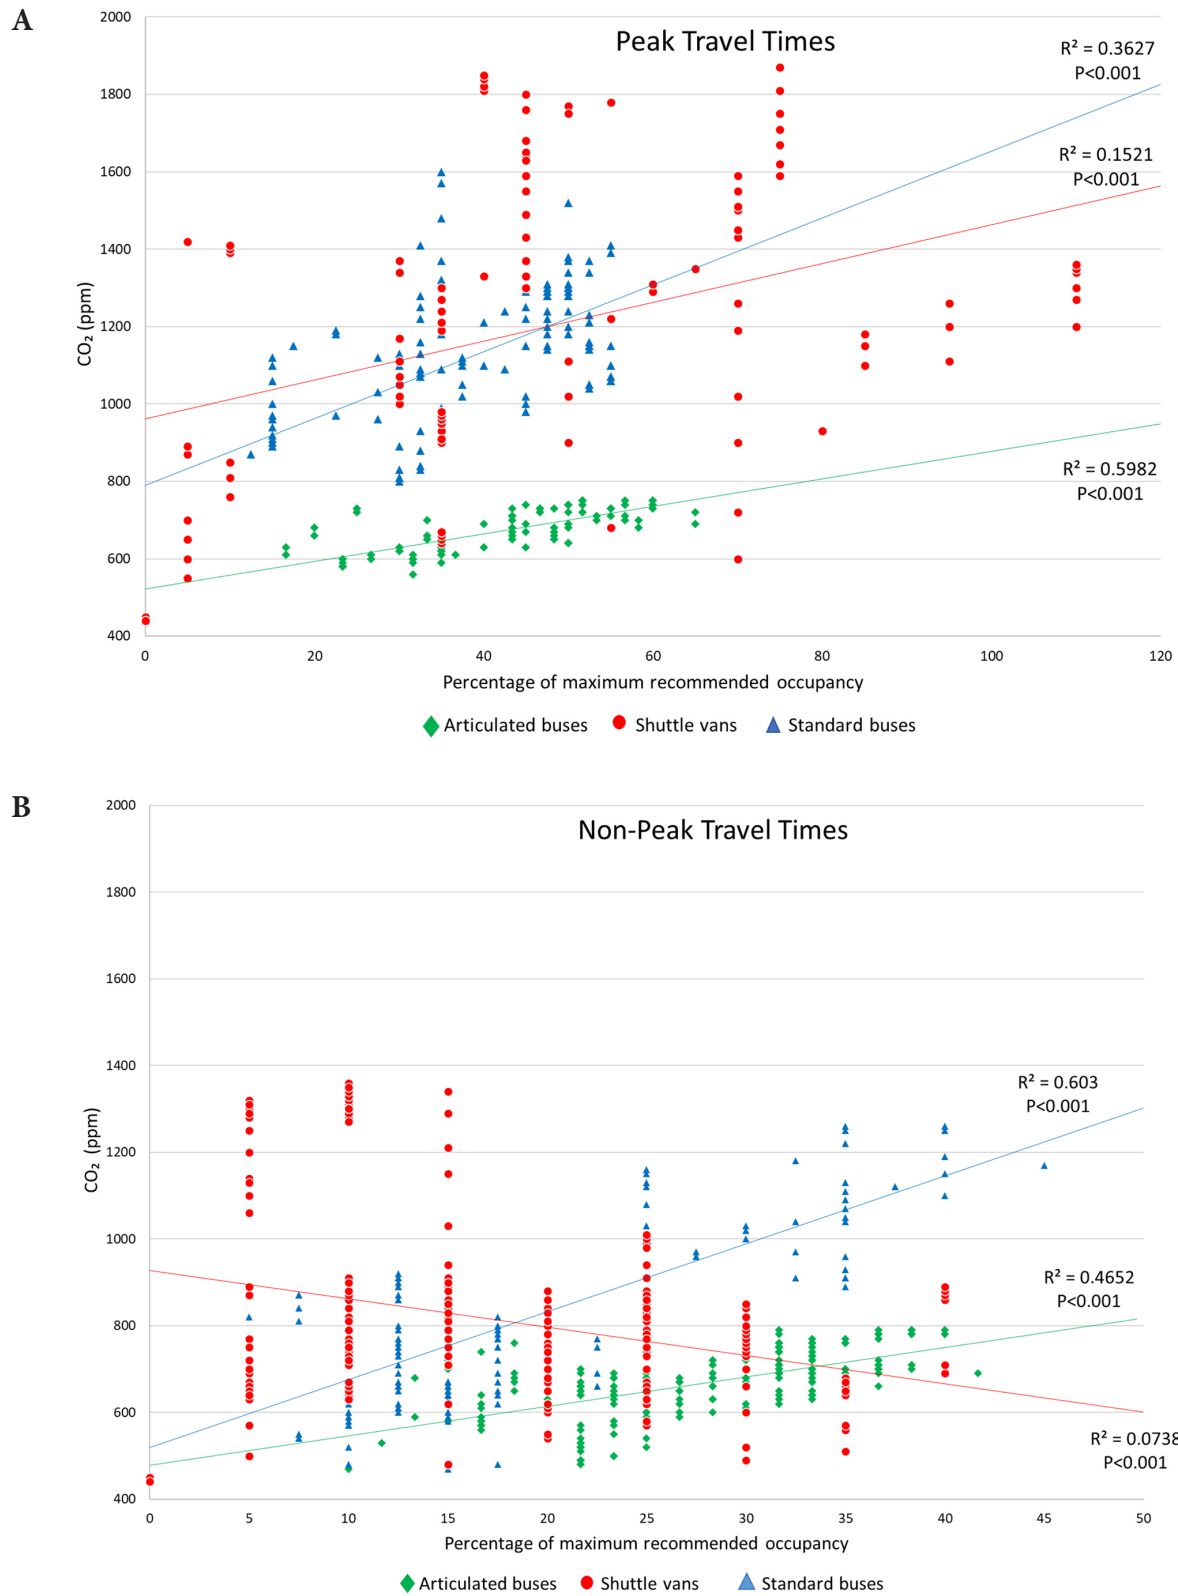 A
Peak Travel Times
2000
1800
1600
1400
1200
1000
800
600
400
CO₂ (ppm)
R² = 0.3627
P<0.001
R² = 0.1521
P<0.001
R² = 0.5982
P<0.001
0 20 40 60 80 100 120
Percentage of maximum recommended occupancy
Articulated buses Shuttle vans Standard buses
B
Non-Peak Travel Times
2000
1800
1600
1400
1200
1000
800
600
400
CO₂ (ppm)
R² = 0.603
P<0.001
R² = 0.4652
P<0.001
R² = 0.0738
P<0.001
0 5 10 15 20 25 30 35 40 45 50
Percentage of maximum recommended occupancy
Articulated buses Shuttle vans Standard buses